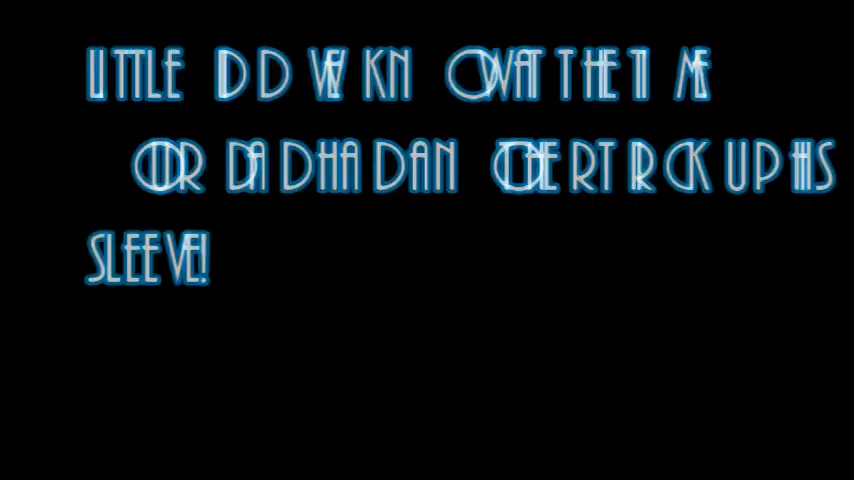 LITTLE DID WE KNOW AT THE TIME
OUR DAD HAD ANOTHER TRICK UP HIS
SLEEVE!